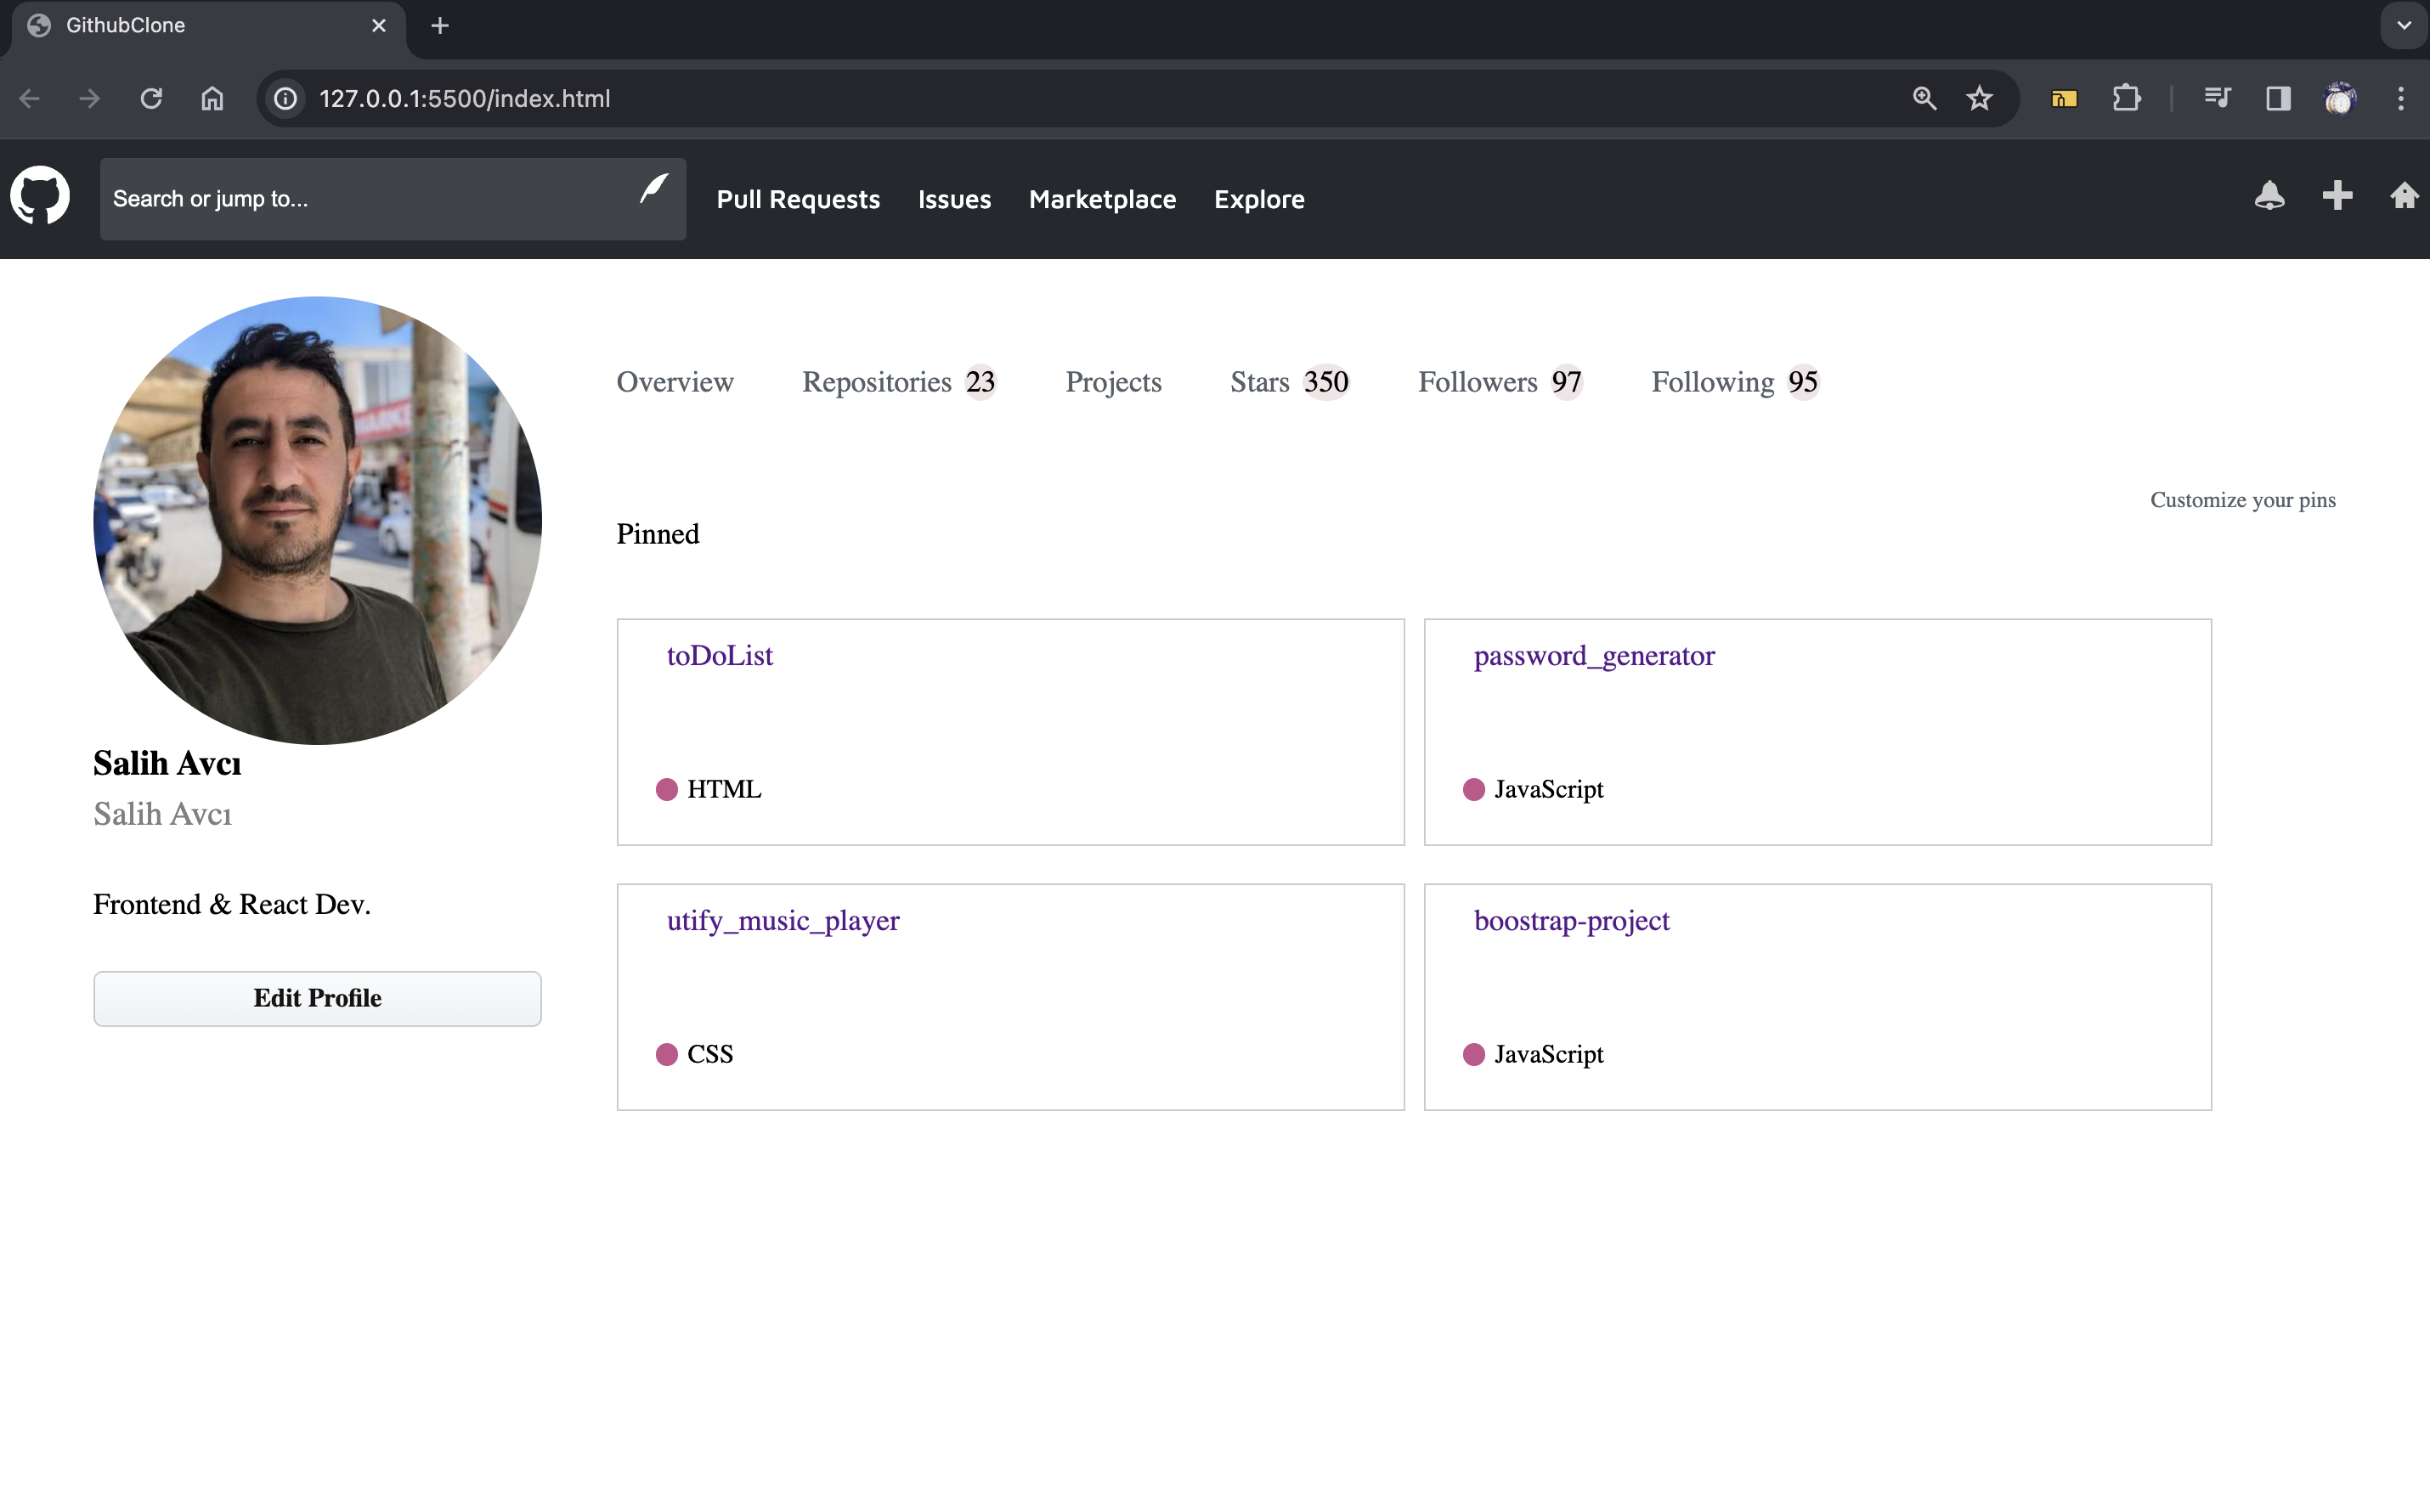 GithubClone
127.0.0.1:5500/index.html
Search or jump to...
Pull Requests Issues Marketplace Explore
Overview Repositories 23 Projects Stars 350 Followers 97 Following 95
Customize your pins
Pinned
toDoList
HTML
password_generator
JavaScript
utify_music_player
CSS
boostrap-project
JavaScript
Salih Avcı
Salih Avcı
Frontend & React Dev.
Edit Profile